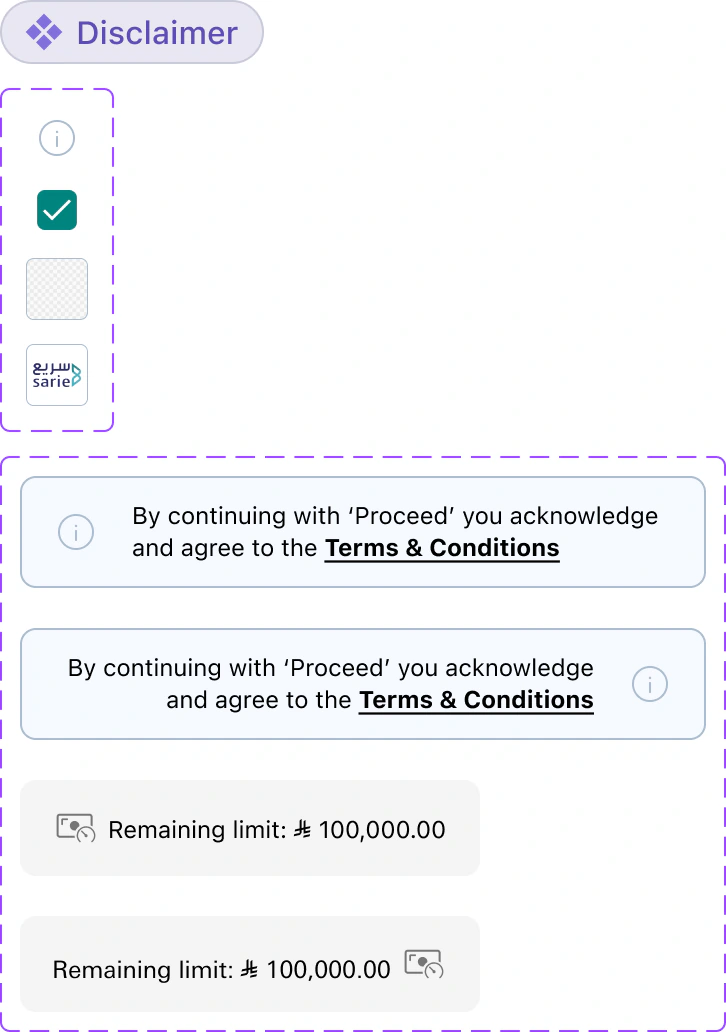 Disclaimer
سريع
sarie
By continuing with ‘Proceed’ you acknowledge
and agree to the Terms & Conditions
By continuing with ‘Proceed’ you acknowledge
and agree to the Terms & Conditions
Remaining limit: ⃁ 100,000.00
Remaining limit: ⃁ 100,000.00